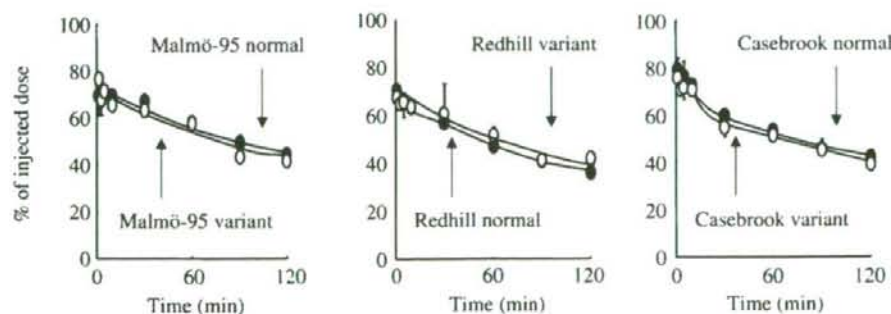 % of injected dose
100
80
60
40
20
0
Malmö-95 normal
Malmö-95 variant
0 60 120
Time (min)
100
80
60
40
20
0
Redhill variant
Redhill normal
0 60 120
Time (min)
100
80
60
40
20
0
Casebrook normal
Casebrook variant
0 60 120
Time (min)